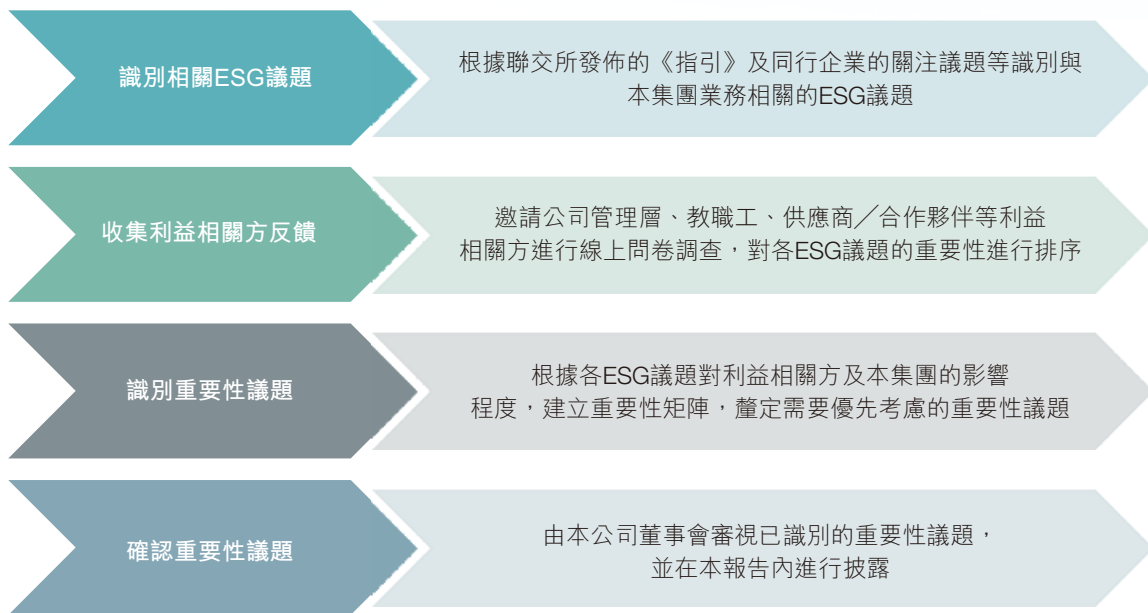 識別相關ESG議題
根據聯交所發佈的《指引》及同行企業的關注議題等識別與
本集團業務相關的ESG議題
收集利益相關方反饋
邀請公司管理層、教職工、供應商／合作夥伴等利益
相關方進行線上問卷調查，對各ESG議題的重要性進行排序
識別重要性議題
根據各ESG議題對利益相關方及本集團的影響
程度，建立重要性矩陣，釐定需要優先考慮的重要性議題
確認重要性議題
由本公司董事會審視已識別的重要性議題，
並在本報告內進行披露